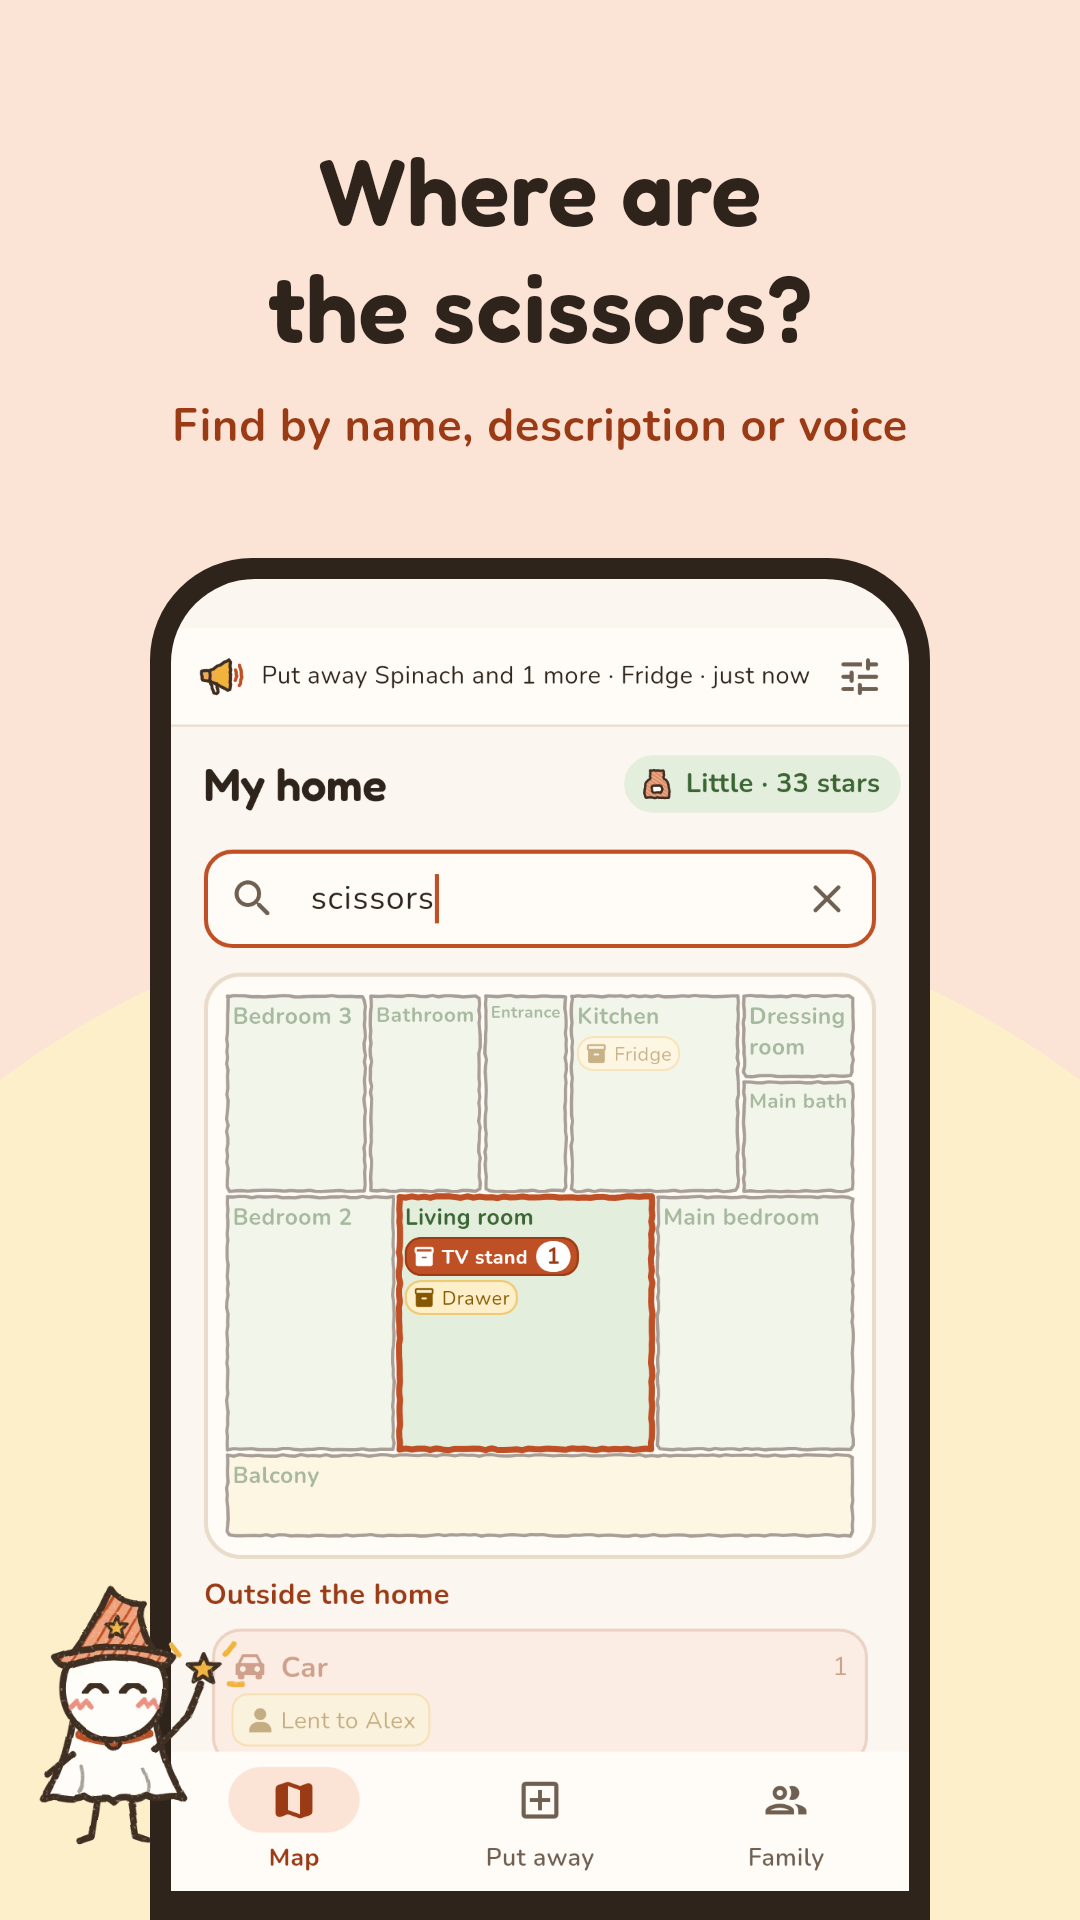 Where are
the scissors?
Find by name, description or voice
Put away Spinach and 1 more · Fridge · just now
My home
Little · 33 stars
scissors
Bedroom 3
Bathroom
Entrance
Kitchen
Fridge
Dressing
room
Main bath
Bedroom 2
Living room
TV stand 1
Drawer
Main bedroom
Balcony
Outside the home
Car 1
Lent to Alex
Map
Put away
Family